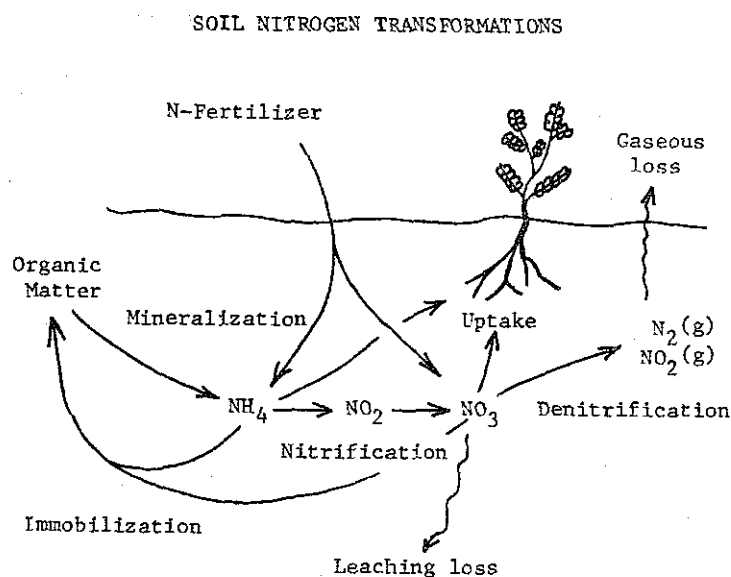 SOIL NITROGEN TRANSFORMATIONS
N-Fertilizer
Gaseous
loss
Organic
Matter
Mineralization
Uptake
N2(g)
NO2(g)
NH4
NO2
NO3
Denitrification
Nitrification
Immobilization
Leaching loss